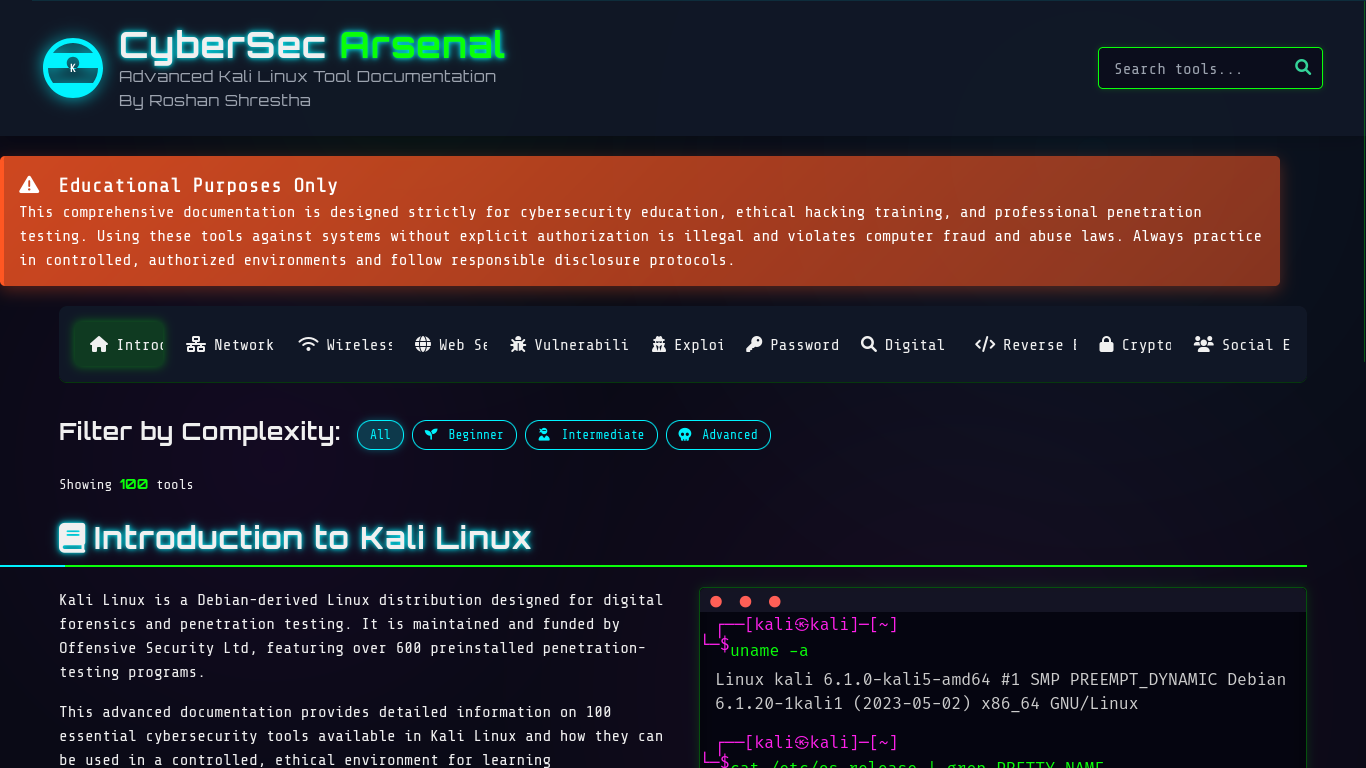 K
CyberSec Arsenal
Advanced Kali Linux Tool Documentation
By Roshan Shrestha
Search tools...
Educational Purposes Only
This comprehensive documentation is designed strictly for cybersecurity education, ethical hacking training, and professional penetration
testing. Using these tools against systems without explicit authorization is illegal and violates computer fraud and abuse laws. Always practice
in controlled, authorized environments and follow responsible disclosure protocols.
Introd Network Wireless Web Se Vulnerabili Exploi Password Digital Reverse E Crypto Social E
Filter by Complexity: All Beginner Intermediate Advanced
Showing 100 tools
Introduction to Kali Linux
Kali Linux is a Debian-derived Linux distribution designed for digital
forensics and penetration testing. It is maintained and funded by
Offensive Security Ltd, featuring over 600 preinstalled penetration-
testing programs.
This advanced documentation provides detailed information on 100
essential cybersecurity tools available in Kali Linux and how they can
be used in a controlled, ethical environment for learning
┌──[kali㉿kali]─[~]
└─$uname -a
Linux kali 6.1.0-kali5-amd64 #1 SMP PREEMPT_DYNAMIC Debian
6.1.20-1kali1 (2023-05-02) x86_64 GNU/Linux
┌──[kali㉿kali]─[~]
└─$cat /etc/os-release | grep PRETTY_NAME